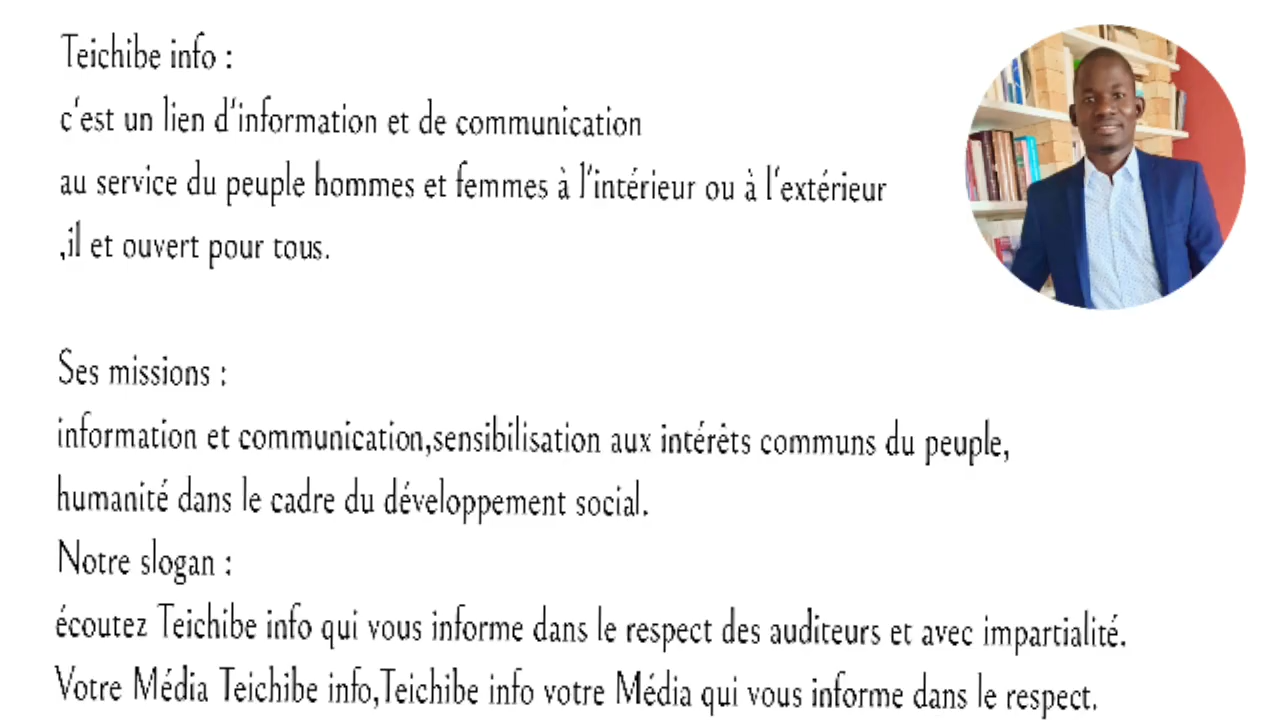 Teichibe info :
c'est un lien d'information et de communication
au service du peuple hommes et femmes à l'intérieur ou à l'extérieur
,il et ouvert pour tous.
Ses missions :
information et communication,sensibilisation aux intérêts communs du peuple,
humanité dans le cadre du développement social.
Notre slogan :
écoutez Teichibe info qui vous informe dans le respect des auditeurs et avec impartialité.
Votre Média Teichibe info,Teichibe info votre Média qui vous informe dans le respect.